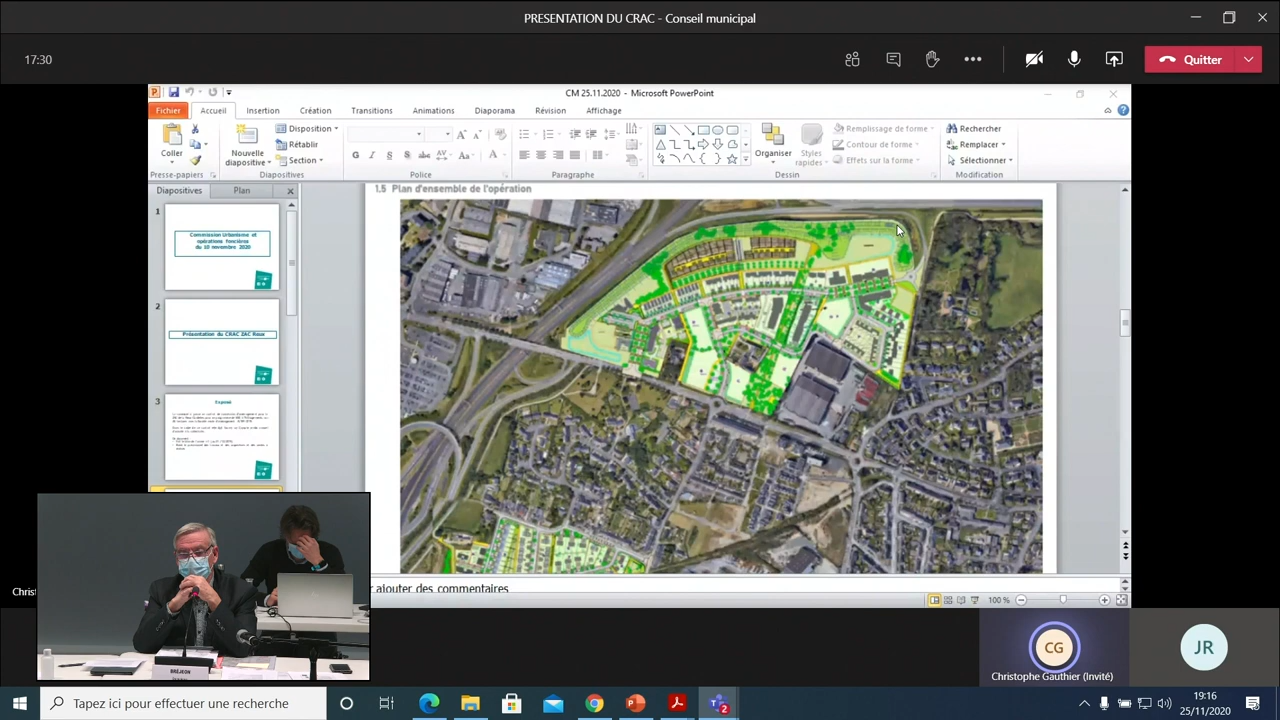 PRESENTATION DU CRAC - Conseil municipal
17:30
Quitter
CM 25.11.2020 - Microsoft PowerPoint
Fichier
Accueil
Insertion
Création
Transitions
Animations
Diaporama
Révision
Affichage
Coller
Nouvelle
diapositive
Disposition
Rétablir
Section
Organiser
Styles
rapides
Remplissage de forme
Contour de forme
Effets sur la forme
Rechercher
Remplacer
Sélectionner
Presse-papiers
Diapositives
Police
Paragraphe
Dessin
Modification
Diapositives
Plan
1.5 Plan d'ensemble de l'opération
1
Commission Urbanisme et
opérations foncières
du 10 novembre 2020
2
Présentation du CRAC ZAC Reux
3
Exposé
r ajouter des commentaires
100 %
Christ
BRÉJEON
CG
Christophe Gauthier (Invité)
JR
Tapez ici pour effectuer une recherche
19:16
25/11/2020